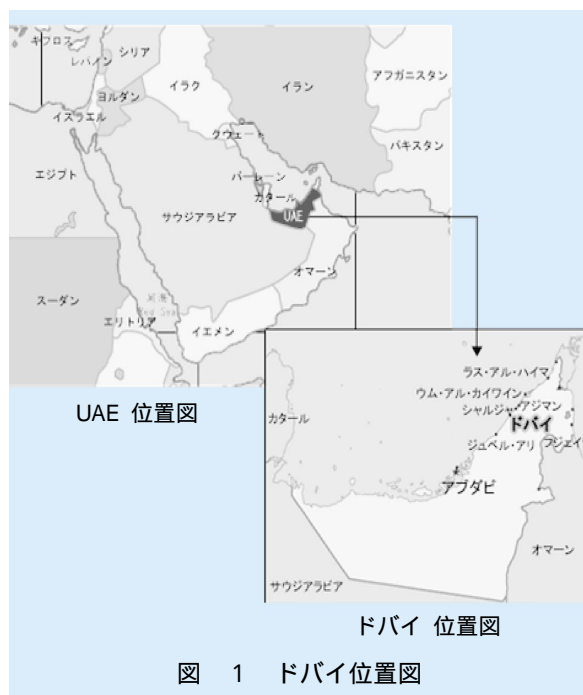 キプロス
シリア
レバノン
イラク
イラン
アフガニスタン
ヨルダン
イスラエル
クウェート
パキスタン
エジプト
バーレーン
カタール
サウジアラビア
UAE
オマーン
スーダン
紅海
Red Sea
エリトリア
イエメン
UAE 位置図
ラス・アル・ハイマ
ウム・アル・カイワイン
シャルジャ
アジマン
カタール
ドバイ
ジュベル・アリ
フジェイ
アブダビ
オマーン
サウジアラビア
ドバイ 位置図
図 1 ドバイ位置図